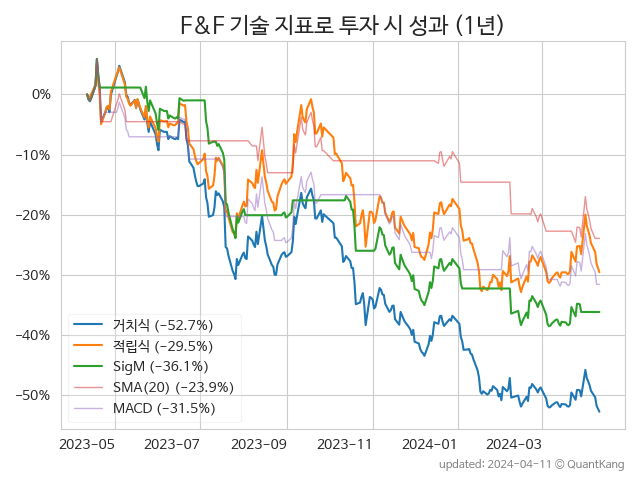 F&F 기술 지표로 투자 시 성과 (1년)
0%
−10%
−20%
−30%
−40%
−50%
거치식 (−52.7%)
적립식 (−29.5%)
SigM (−36.1%)
SMA(20) (−23.9%)
MACD (−31.5%)
2023-05 2023-07 2023-09 2023-11 2024-01 2024-03
updated: 2024-04-11 © QuantKang